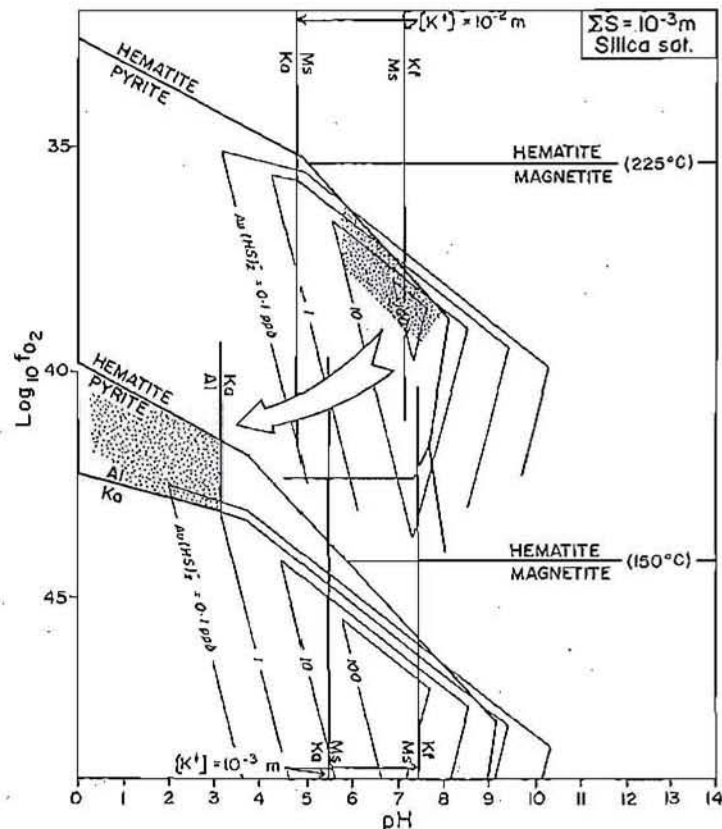 [K⁺] = 10⁻² m
ΣS = 10⁻³ m
Silica sat.
Ka
Ms
Ms
Kf
HEMATITE
PYRITE
35
HEMATITE
MAGNETITE
(225°C)
Au(HS)₂⁻ = 0.1 ppb
1
10
100
40
Log₁₀ fO₂
HEMATITE
PYRITE
Al
Ka
Al
Ka
HEMATITE
MAGNETITE
(150°C)
45
Au(HS)₂⁻ = 0.1 ppb
1
10
100
Ka
Ms
Ms
Kf
[K⁺] = 10⁻³ m
0 1 2 3 4 5 6 7 8 9 10 11 12 13 14
pH